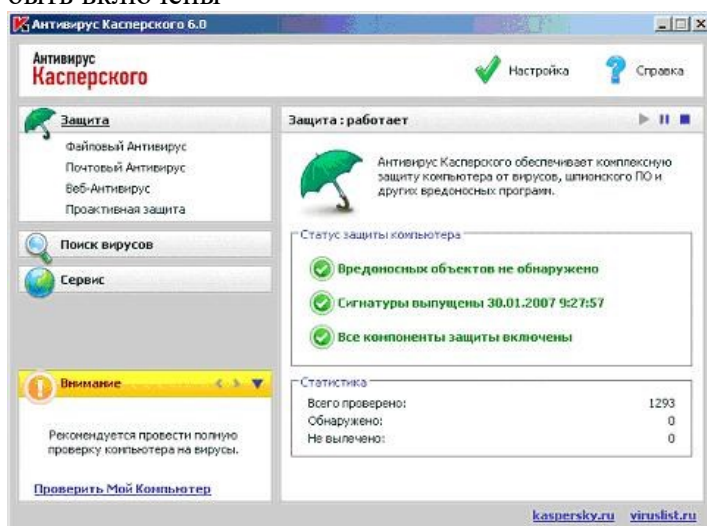 быть включены
Антивирус Касперского 6.0
Антивирус
Касперского
Настройка
Справка
Защита
Файловый Антивирус
Почтовый Антивирус
Веб-Антивирус
Проактивная защита
Поиск вирусов
Сервис
Внимание
Рекомендуется провести полную
проверку компьютера на вирусы.
Проверить Мой Компьютер
Защита : работает
Антивирус Касперского обеспечивает комплексную
защиту компьютера от вирусов, шпионского ПО и
других вредоносных программ.
Статус защиты компьютера
Вредоносных объектов не обнаружено
Сигнатуры выпущены 30.01.2007 9:27:57
Все компоненты защиты включены
Статистика
Всего проверено: 1293
Обнаружено: 0
Не вылечено: 0
kaspersky.ru viruslist.ru